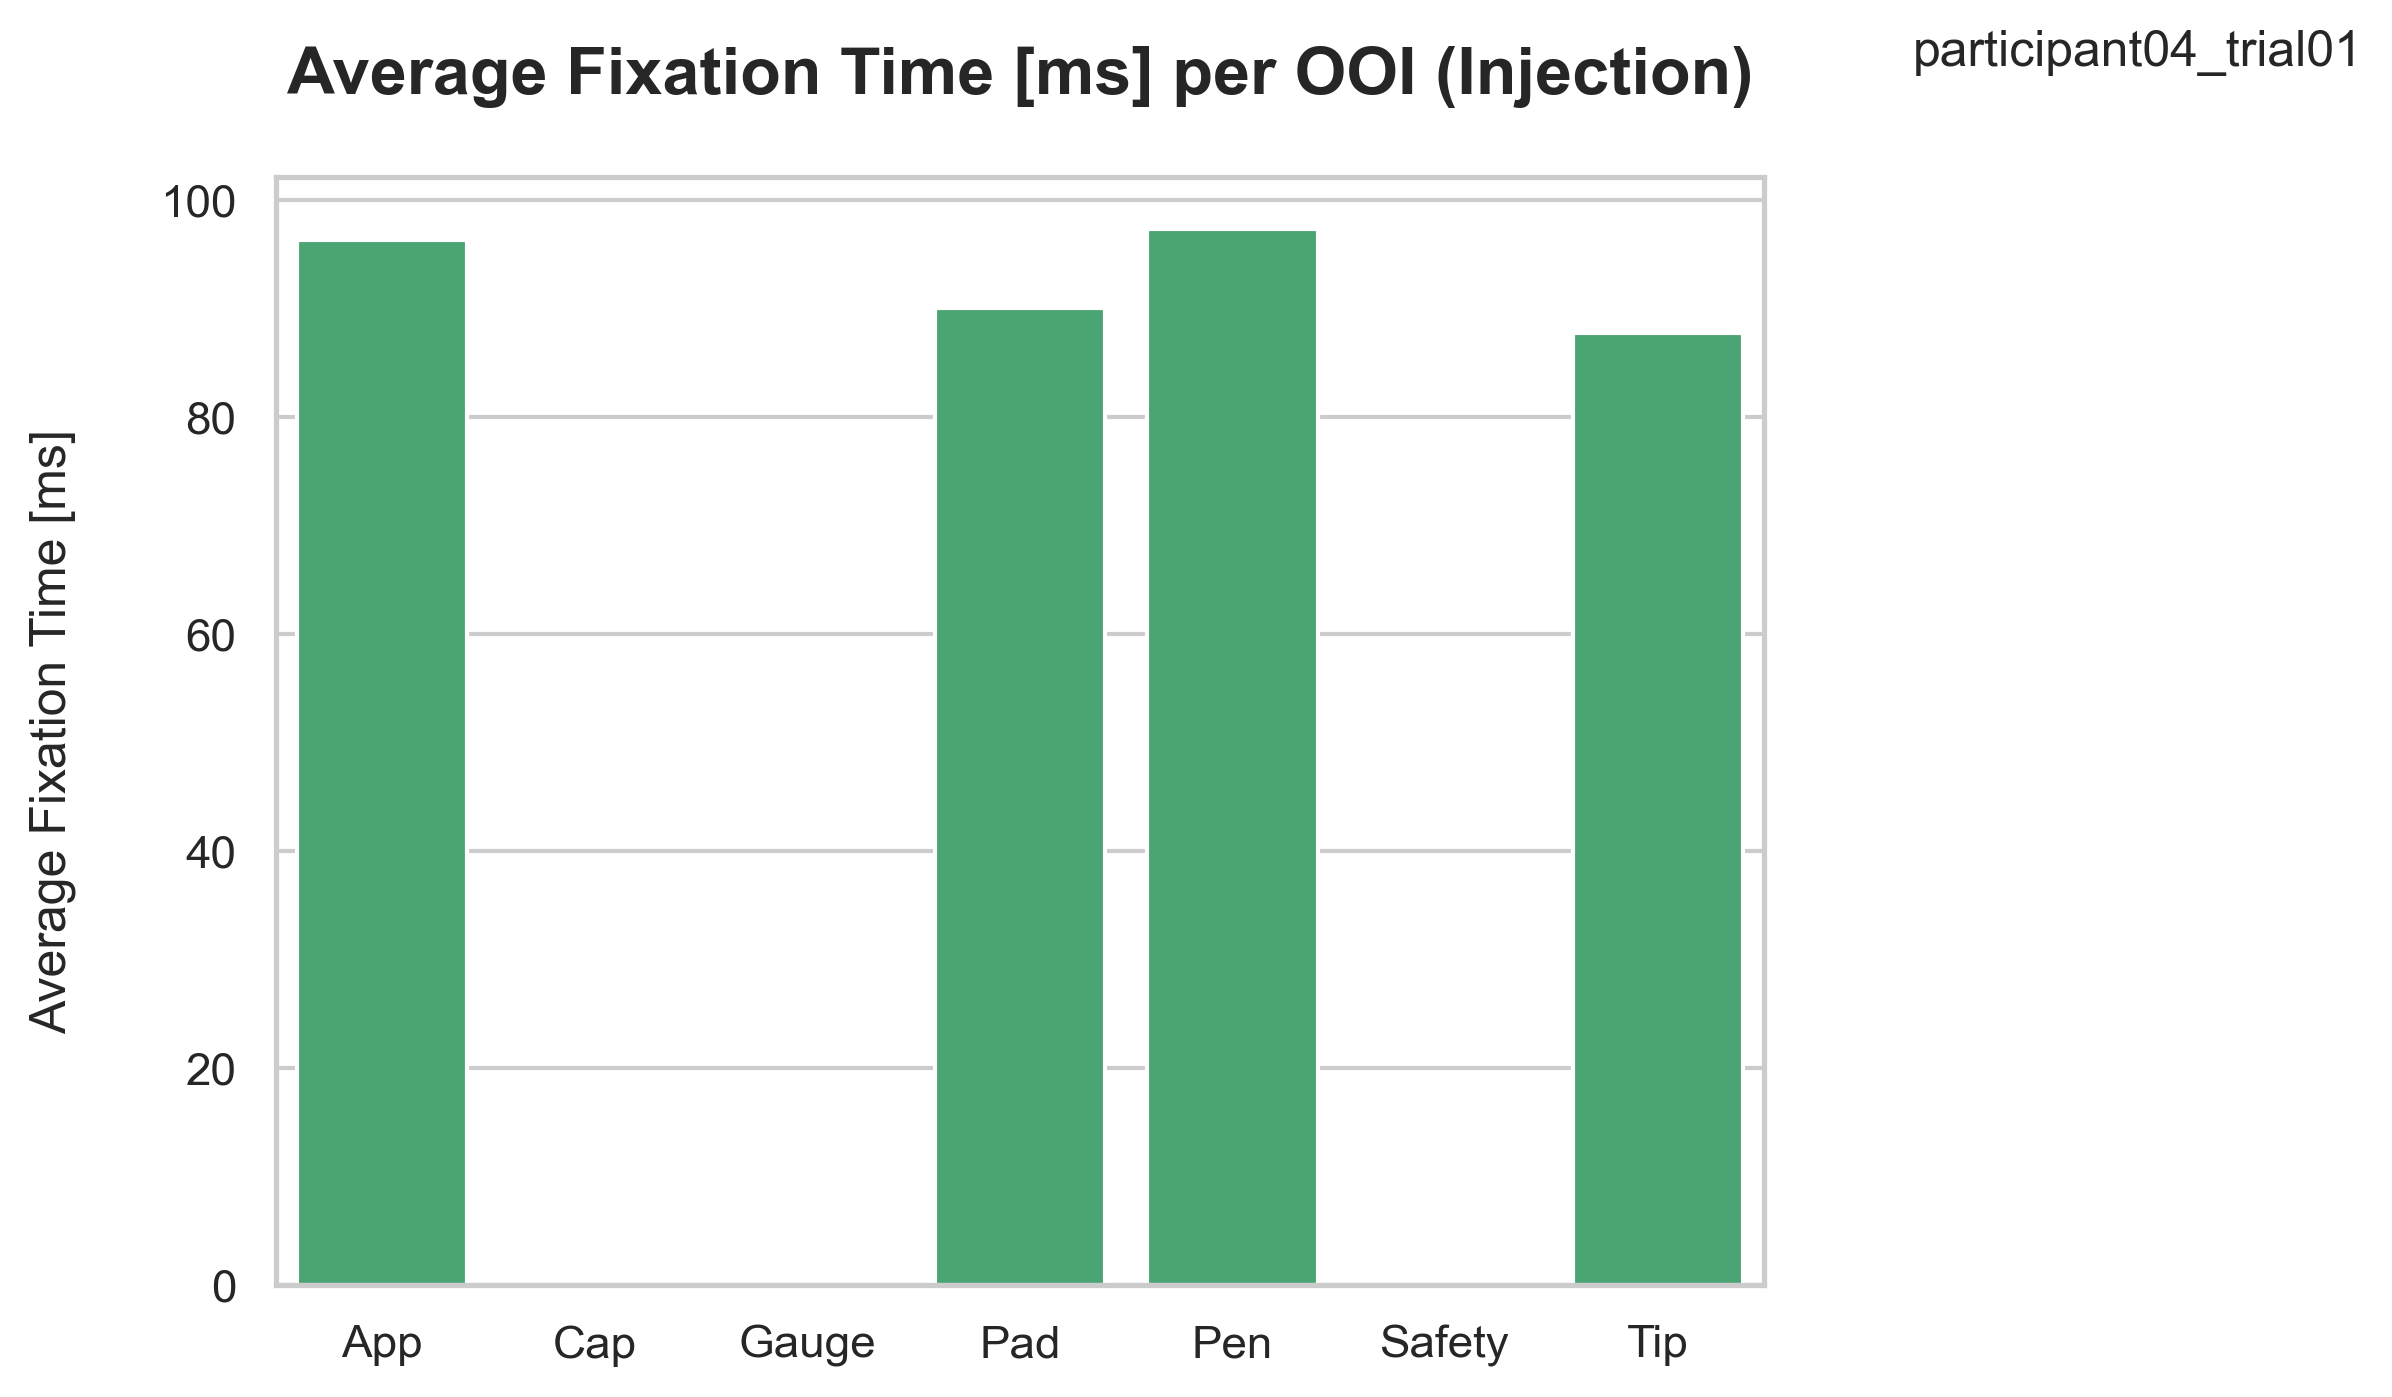 Average Fixation Time [ms] per OOI (Injection)
participant04_trial01
Average Fixation Time [ms]
100
80
60
40
20
0
App Cap Gauge Pad Pen Safety Tip